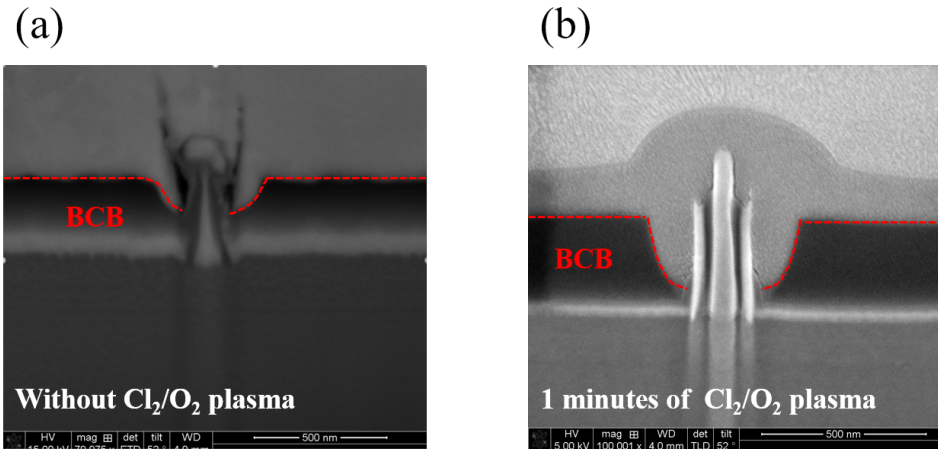 (a)
(b)
BCB
Without Cl₂/O₂ plasma
HV mag ⊞ det tilt WD
500 nm
BCB
1 minutes of Cl₂/O₂ plasma
HV mag ⊞ det tilt WD
5.00 kV 100 001 x TLD 52 ° 4.0 mm 500 nm